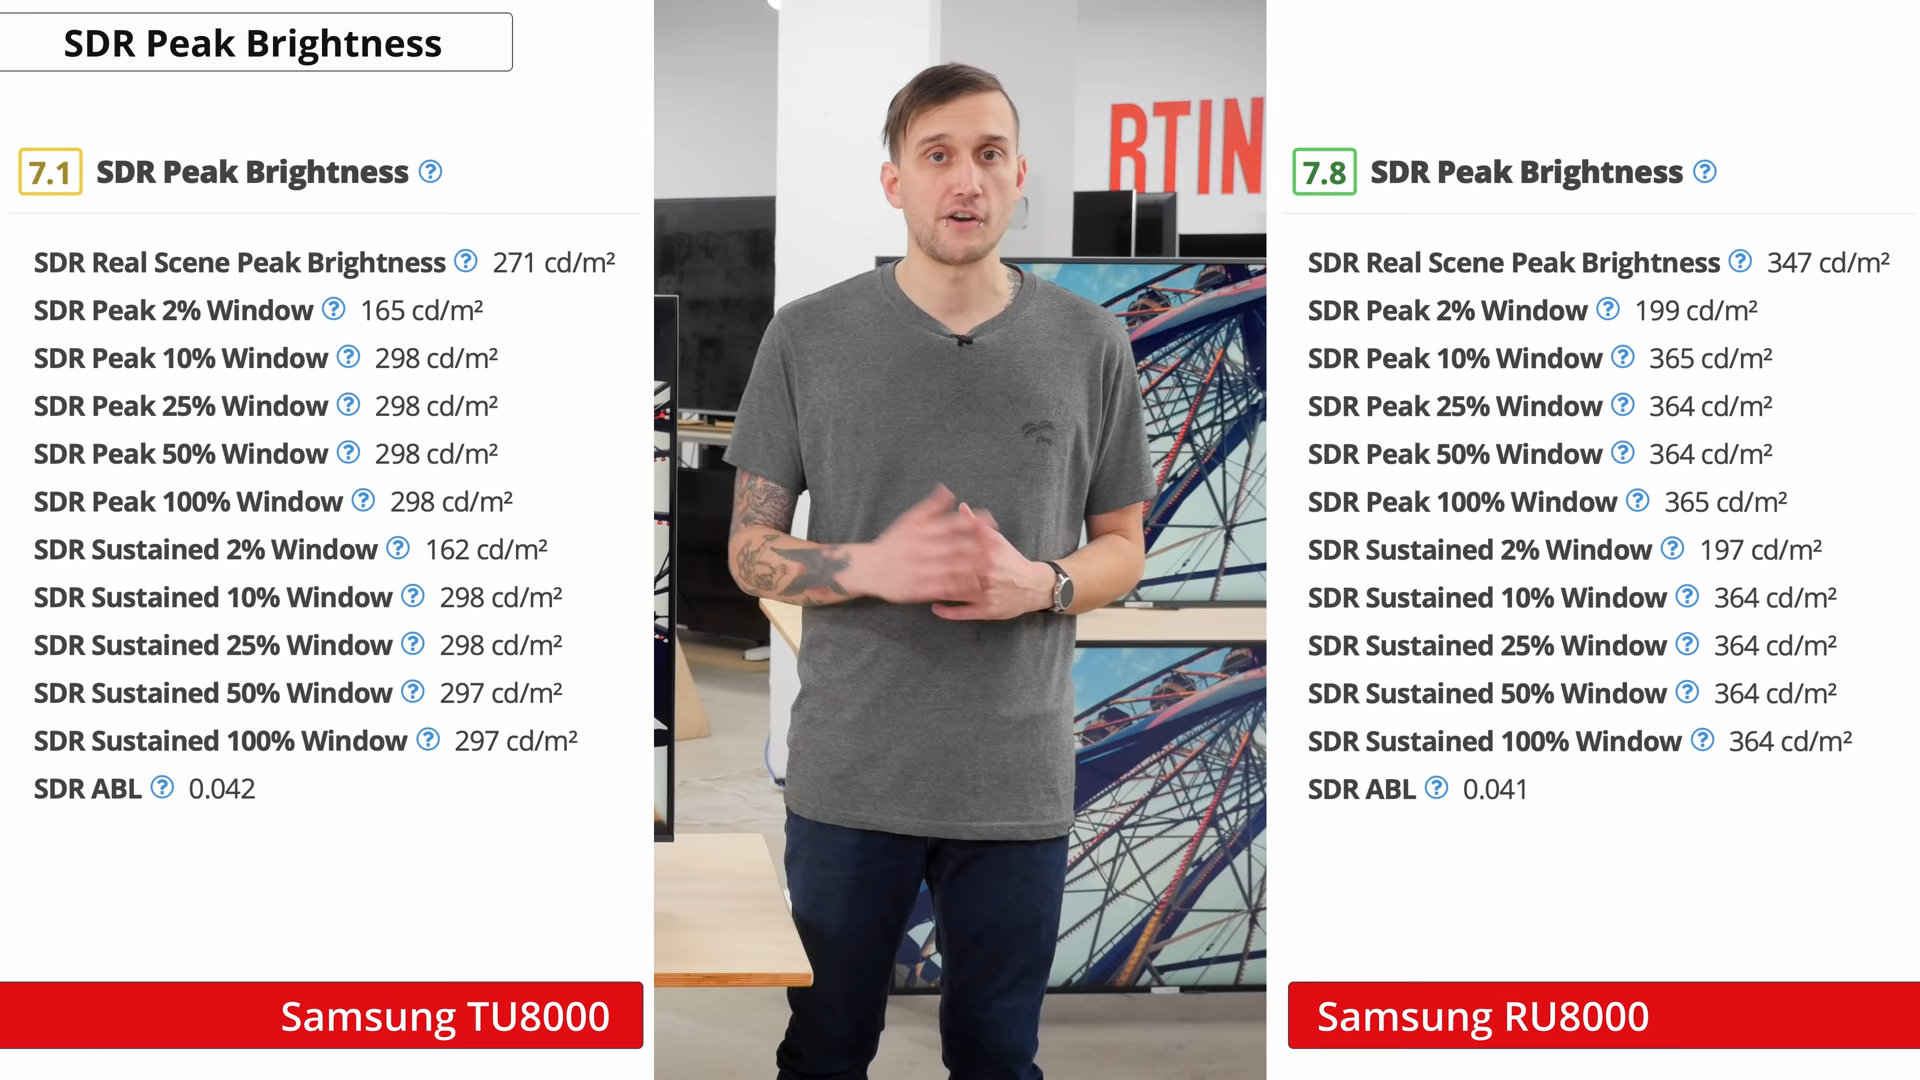 SDR Peak Brightness
7.1 SDR Peak Brightness ?
SDR Real Scene Peak Brightness ? 271 cd/m²
SDR Peak 2% Window ? 165 cd/m²
SDR Peak 10% Window ? 298 cd/m²
SDR Peak 25% Window ? 298 cd/m²
SDR Peak 50% Window ? 298 cd/m²
SDR Peak 100% Window ? 298 cd/m²
SDR Sustained 2% Window ? 162 cd/m²
SDR Sustained 10% Window ? 298 cd/m²
SDR Sustained 25% Window ? 298 cd/m²
SDR Sustained 50% Window ? 297 cd/m²
SDR Sustained 100% Window ? 297 cd/m²
SDR ABL ? 0.042
Samsung TU8000
RTIN
7.8 SDR Peak Brightness ?
SDR Real Scene Peak Brightness ? 347 cd/m²
SDR Peak 2% Window ? 199 cd/m²
SDR Peak 10% Window ? 365 cd/m²
SDR Peak 25% Window ? 364 cd/m²
SDR Peak 50% Window ? 364 cd/m²
SDR Peak 100% Window ? 365 cd/m²
SDR Sustained 2% Window ? 197 cd/m²
SDR Sustained 10% Window ? 364 cd/m²
SDR Sustained 25% Window ? 364 cd/m²
SDR Sustained 50% Window ? 364 cd/m²
SDR Sustained 100% Window ? 364 cd/m²
SDR ABL ? 0.041
Samsung RU8000